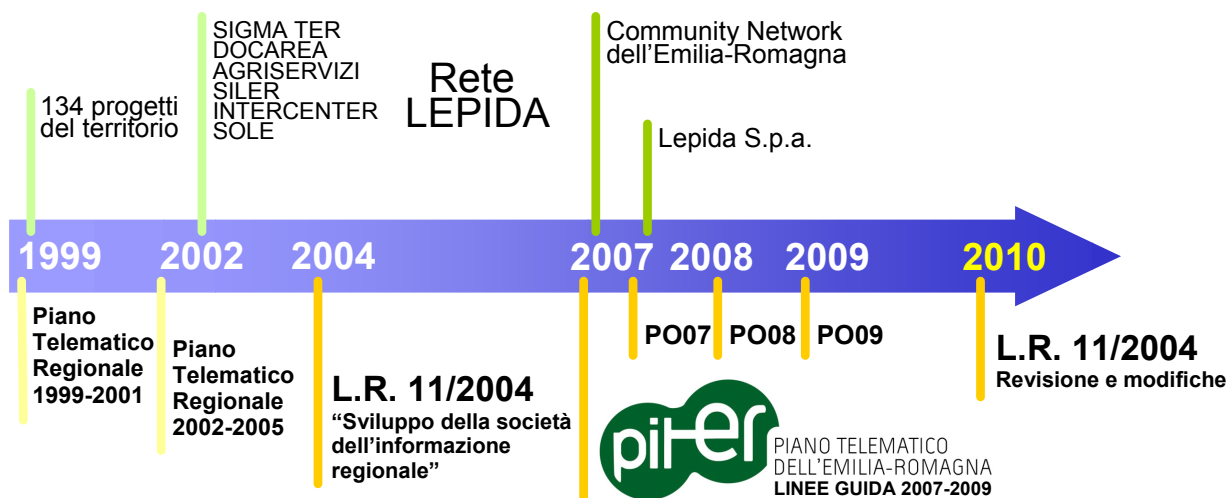 SIGMA TER
DOCAREA
AGRISERVIZI
SILER
INTERCENTER
SOLE
134 progetti
del territorio
Rete
LEPIDA
Community Network
dell’Emilia-Romagna
Lepida S.p.a.
1999 2002 2004 2007 2008 2009 2010
Piano
Telematico
Regionale
1999-2001
Piano
Telematico
Regionale
2002-2005
L.R. 11/2004
“Sviluppo della società
dell’informazione
regionale”
PO07 PO08 PO09
L.R. 11/2004
Revisione e modifiche
piter
PIANO TELEMATICO
DELL’EMILIA-ROMAGNA
LINEE GUIDA 2007-2009